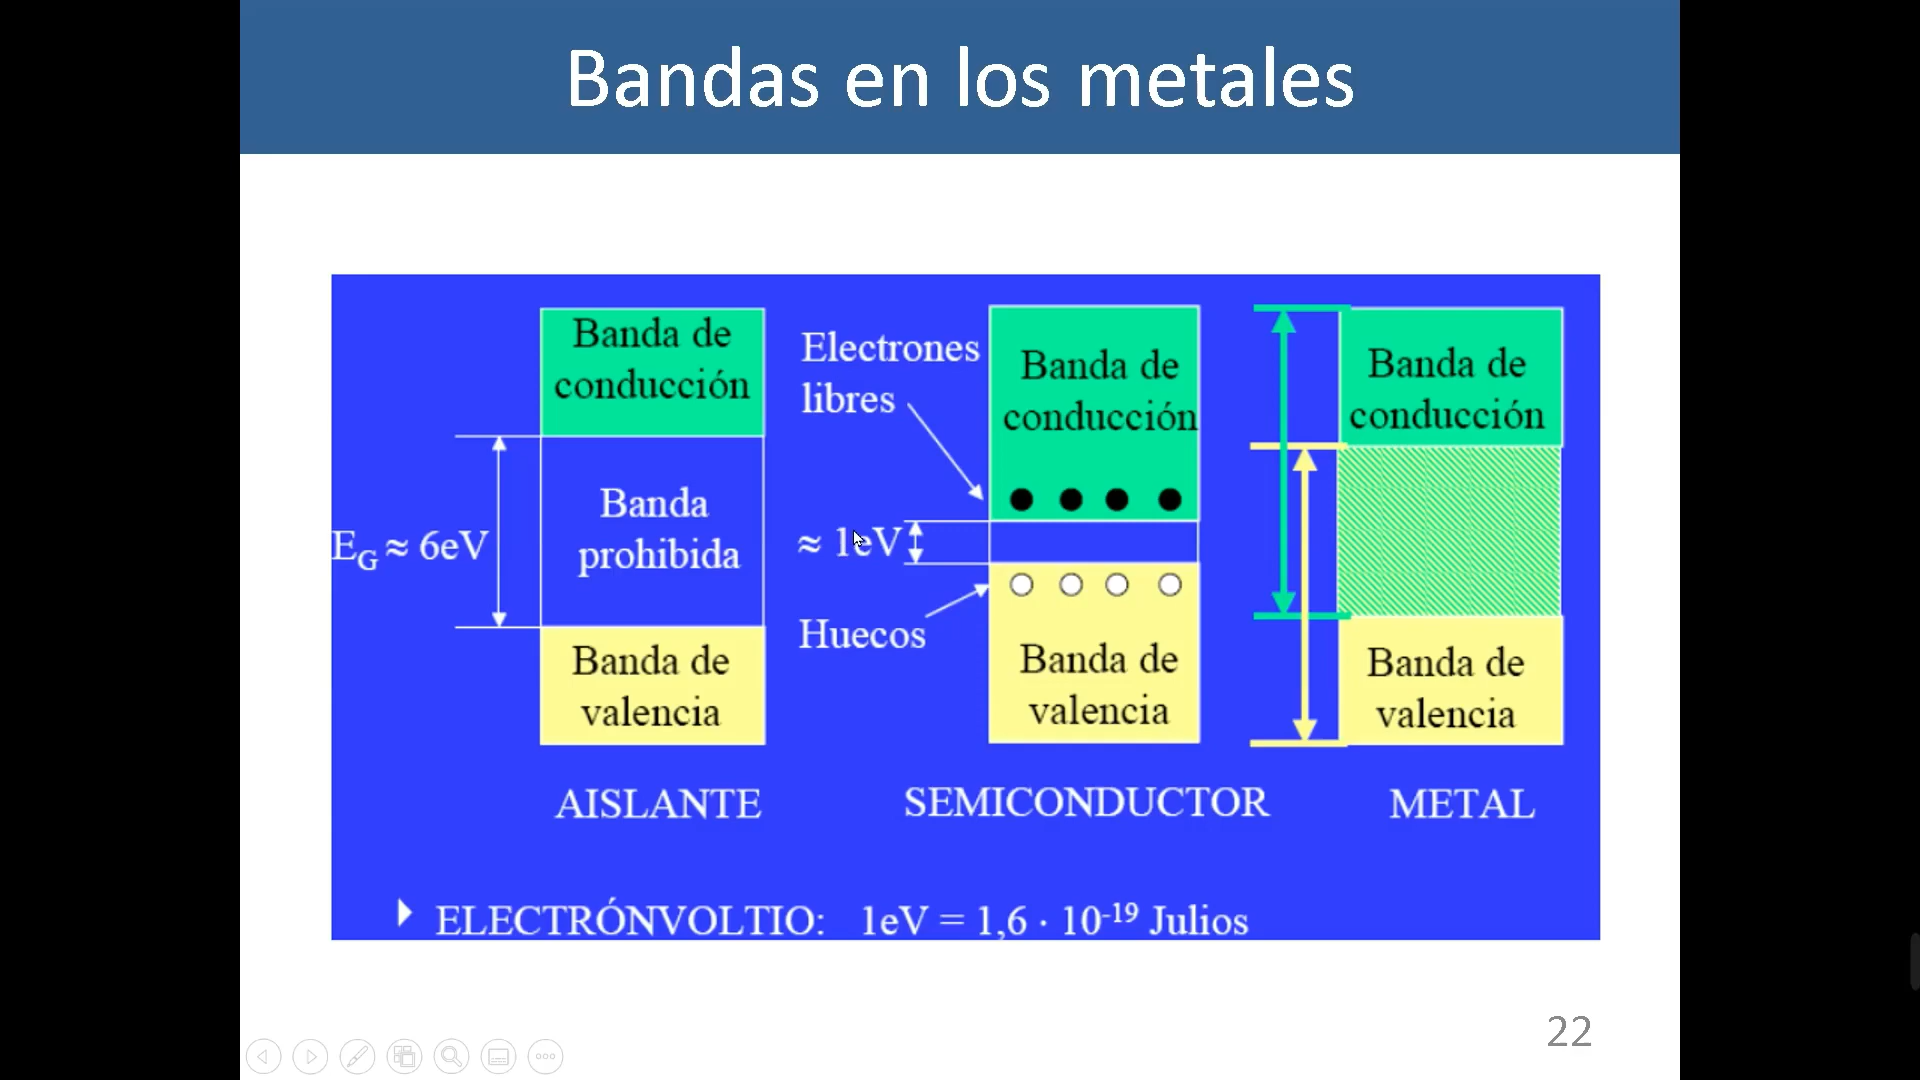 Bandas en los metales
Banda de
conducción
Banda
prohibida
E_G ≈ 6eV
Banda de
valencia
AISLANTE
Electrones
libres
Banda de
conducción
≈ 1eV
Huecos
Banda de
valencia
SEMICONDUCTOR
Banda de
conducción
Banda de
valencia
METAL
ELECTRÓNVOLTIO: 1eV = 1,6 · 10⁻¹⁹ Julios
22